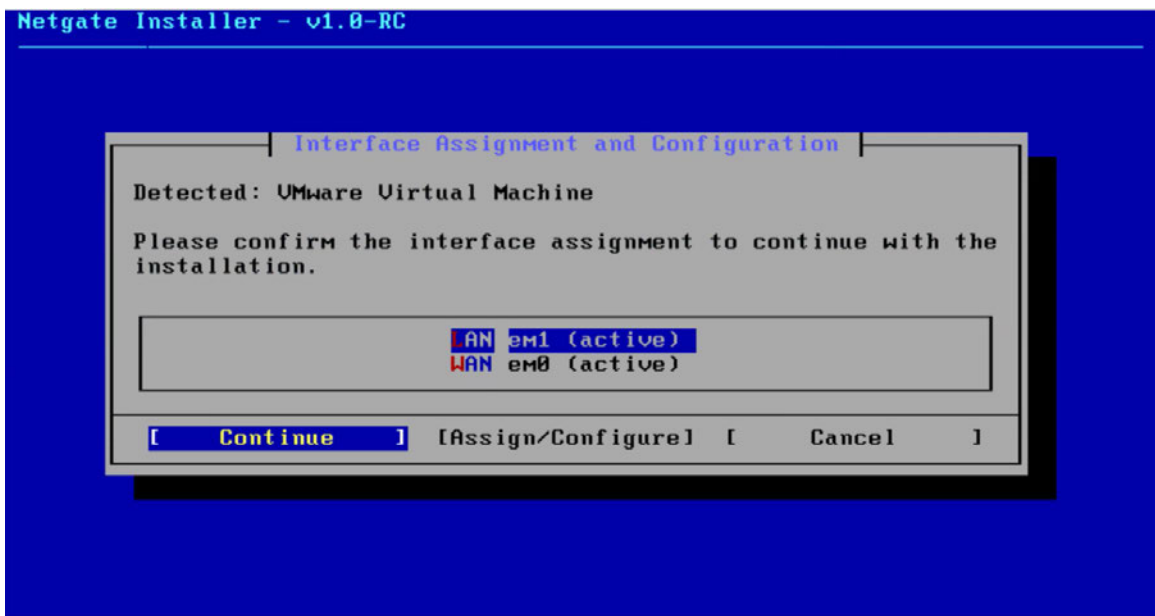 Netgate Installer - v1.0-RC
Interface Assignment and Configuration
Detected: VMware Virtual Machine
Please confirm the interface assignment to continue with the
installation.
LAN em1 (active)
WAN em0 (active)
[ Continue ] [Assign/Configure] [ Cancel ]